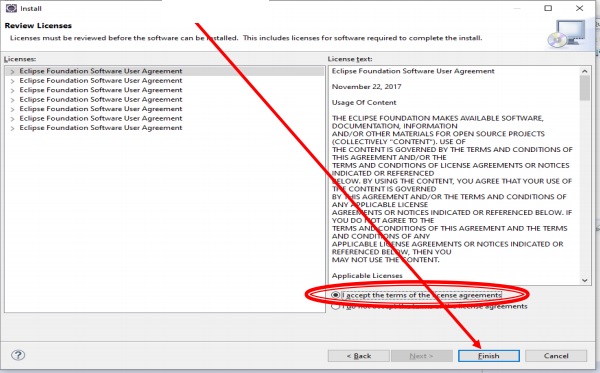 Install
Review Licenses
Licenses must be reviewed before the software can be installed. This includes licenses for software required to complete the install.
Licenses:
Eclipse Foundation Software User Agreement
Eclipse Foundation Software User Agreement
Eclipse Foundation Software User Agreement
Eclipse Foundation Software User Agreement
Eclipse Foundation Software User Agreement
Eclipse Foundation Software User Agreement
Eclipse Foundation Software User Agreement
License text:
Eclipse Foundation Software User Agreement
November 22, 2017
Usage Of Content
THE ECLIPSE FOUNDATION MAKES AVAILABLE SOFTWARE,
DOCUMENTATION, INFORMATION
AND/OR OTHER MATERIALS FOR OPEN SOURCE PROJECTS
(COLLECTIVELY "CONTENT"). USE OF
THE CONTENT IS GOVERNED BY THE TERMS AND CONDITIONS OF
THIS AGREEMENT AND/OR THE
TERMS AND CONDITIONS OF LICENSE AGREEMENTS OR NOTICES
INDICATED OR REFERENCED
BELOW. BY USING THE CONTENT, YOU AGREE THAT YOUR USE OF
THE CONTENT IS GOVERNED
BY THIS AGREEMENT AND/OR THE TERMS AND CONDITIONS OF
ANY APPLICABLE LICENSE
AGREEMENTS OR NOTICES INDICATED OR REFERENCED BELOW. IF
YOU DO NOT AGREE TO THE
TERMS AND CONDITIONS OF THIS AGREEMENT AND THE TERMS
AND CONDITIONS OF ANY
APPLICABLE LICENSE AGREEMENTS OR NOTICES INDICATED OR
REFERENCED BELOW, THEN YOU
MAY NOT USE THE CONTENT.
Applicable Licenses
I accept the terms of the license agreements
I do not accept the terms of the license agreements
< Back
Next >
Finish
Cancel